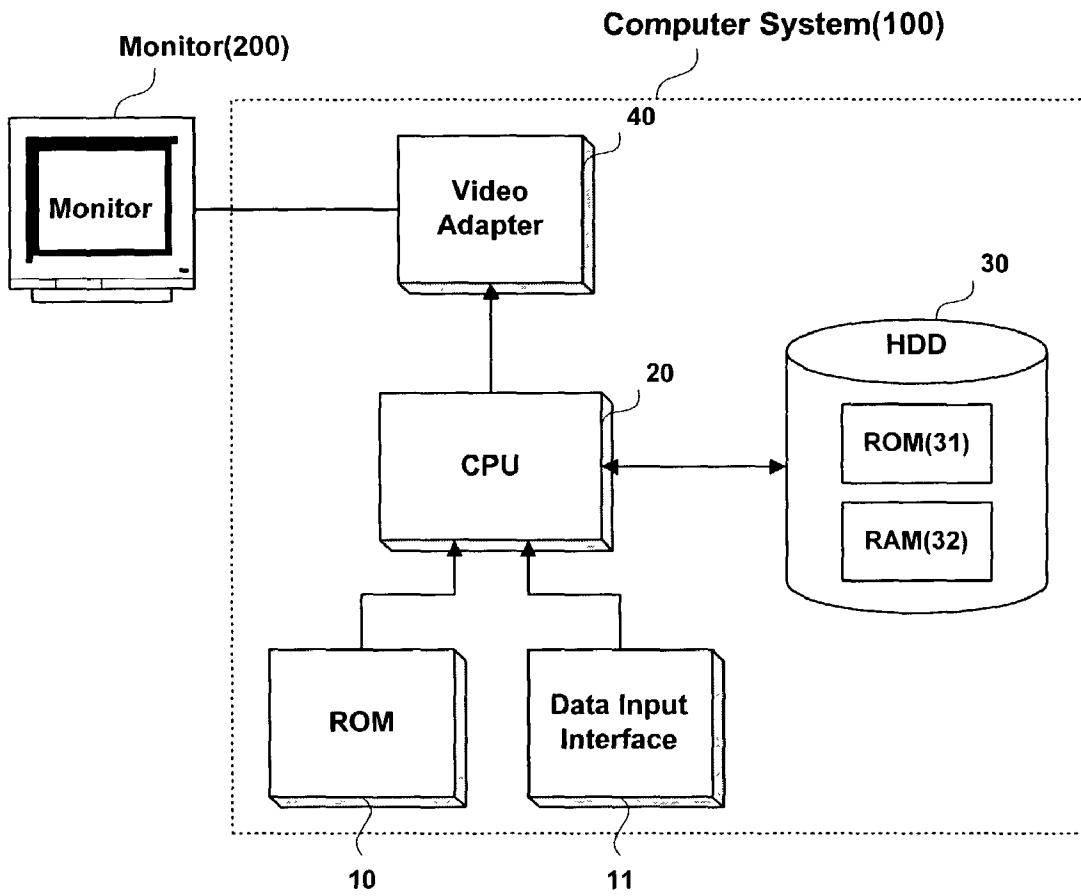 Computer System(100)
Monitor(200)
40
Monitor
Video
Adapter
30
HDD
20
ROM(31)
CPU
RAM(32)
ROM
Data Input
Interface
10
11